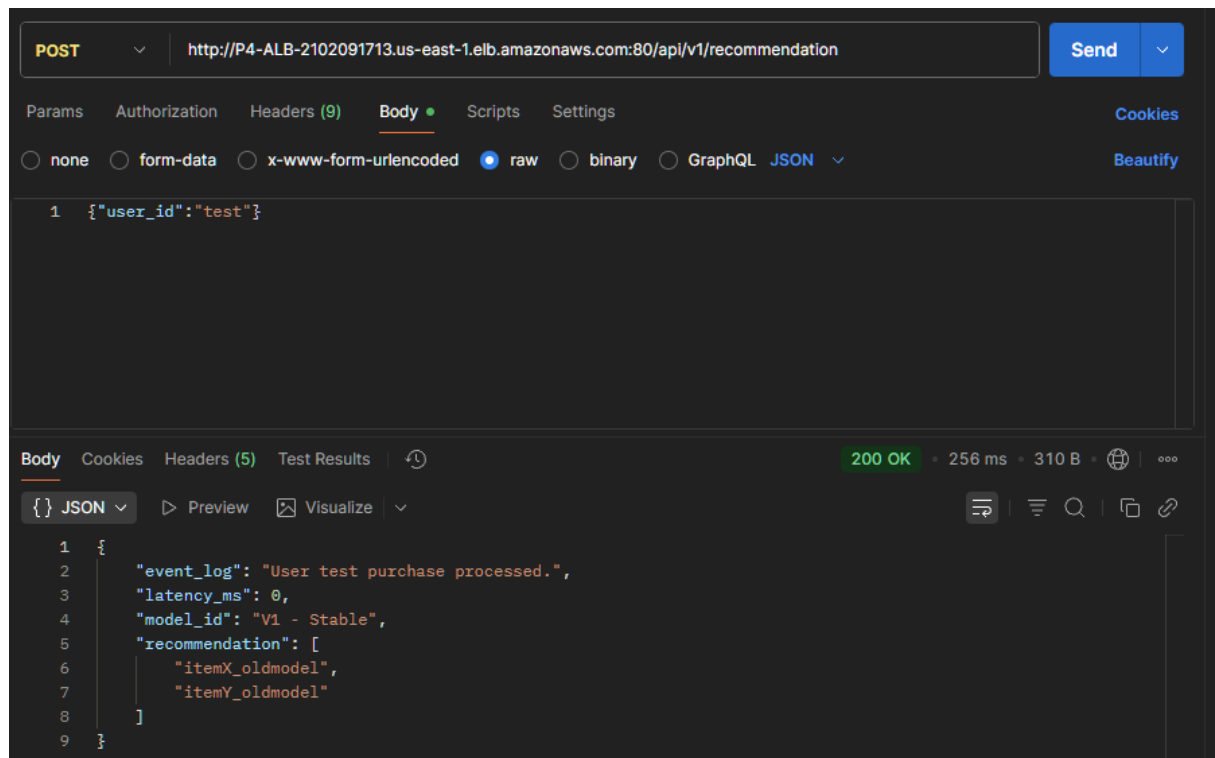 POST http://P4-ALB-2102091713.us-east-1.elb.amazonaws.com:80/api/v1/recommendation Send
Params Authorization Headers (9) Body Scripts Settings Cookies
none form-data x-www-form-urlencoded raw binary GraphQL JSON Beautify
1 {"user_id":"test"}
Body Cookies Headers (5) Test Results 200 OK 256 ms 310 B
{} JSON Preview Visualize
1 {
2 "event_log": "User test purchase processed.",
3 "latency_ms": 0,
4 "model_id": "V1 - Stable",
5 "recommendation": [
6 "itemX_oldmodel",
7 "itemY_oldmodel"
8 ]
9 }